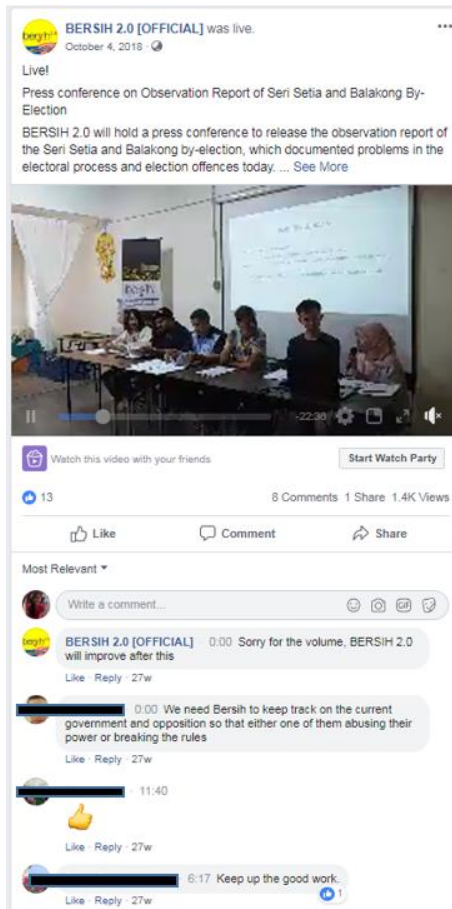 BERSIH 2.0 [OFFICIAL] was live.
October 4, 2018
Live!
Press conference on Observation Report of Seri Setia and Balakong By-
Election
BERSIH 2.0 will hold a press conference to release the observation report of
the Seri Setia and Balakong by-election, which documented problems in the
electoral process and election offences today. ... See More
-22:36
Watch this video with your friends
Start Watch Party
13
8 Comments 1 Share 1.4K Views
Like Comment Share
Most Relevant
Write a comment...
GIF
BERSIH 2.0 [OFFICIAL] · 0:00 Sorry for the volume, BERSIH 2.0
will improve after this
Like · Reply · 27w
0:00 We need Bersih to keep track on the current
government and opposition so that either one of them abusing their
power or breaking the rules
Like · Reply · 27w
· 11:40
Like · Reply · 27w
6:17 Keep up the good work.
1
Like · Reply · 27w